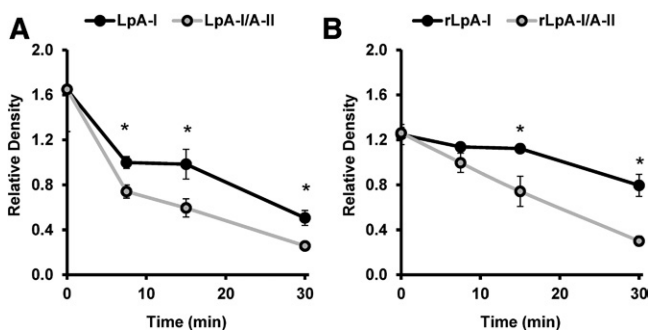 A
LpA-I
LpA-I/A-II
2.0
1.6
1.2
0.8
0.4
0.0
Relative Density
*
*
*
0
10
20
30
Time (min)
B
rLpA-I
rLpA-I/A-II
2.0
1.6
1.2
0.8
0.4
0.0
Relative Density
*
*
0
10
20
30
Time (min)